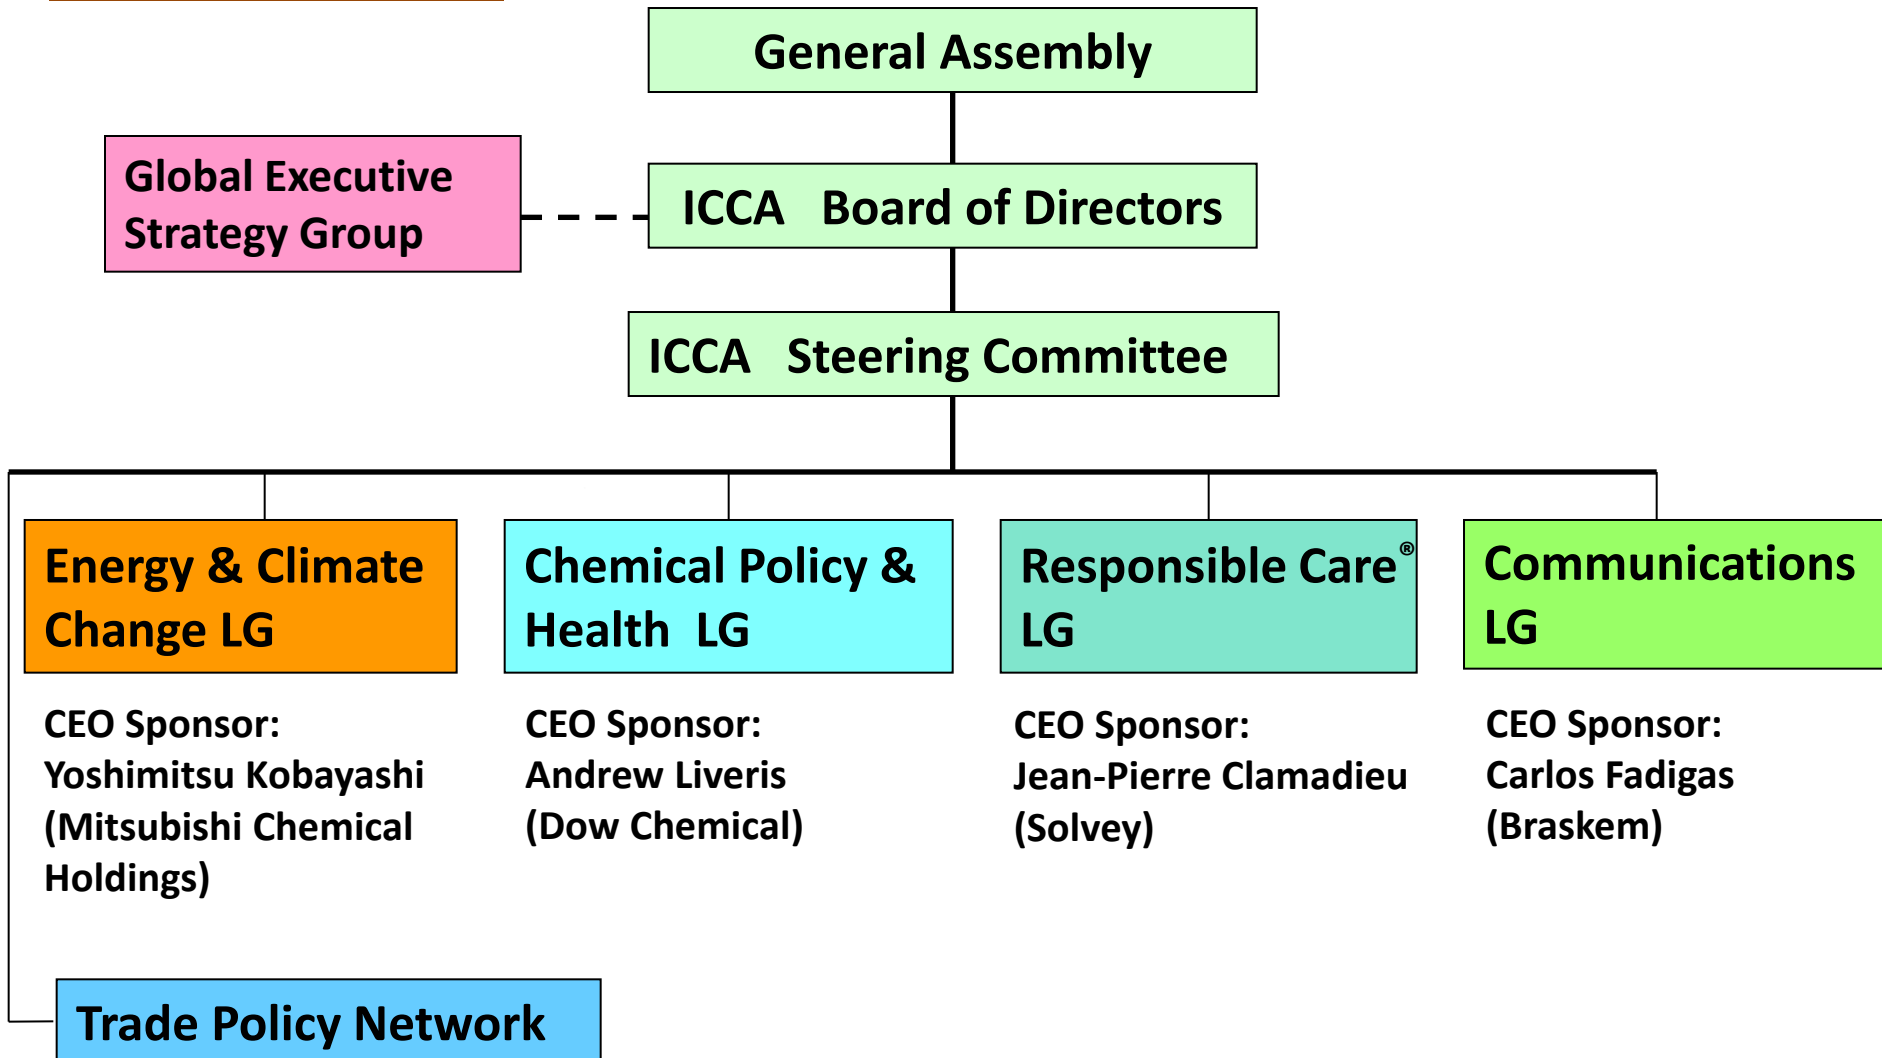 General Assembly
Global Executive
Strategy Group
ICCA Board of Directors
ICCA Steering Committee
Energy & Climate
Change LG
Chemical Policy &
Health LG
Responsible Care®
LG
Communications
LG
CEO Sponsor:
Yoshimitsu Kobayashi
(Mitsubishi Chemical
Holdings)
CEO Sponsor:
Andrew Liveris
(Dow Chemical)
CEO Sponsor:
Jean-Pierre Clamadieu
(Solvey)
CEO Sponsor:
Carlos Fadigas
(Braskem)
Trade Policy Network